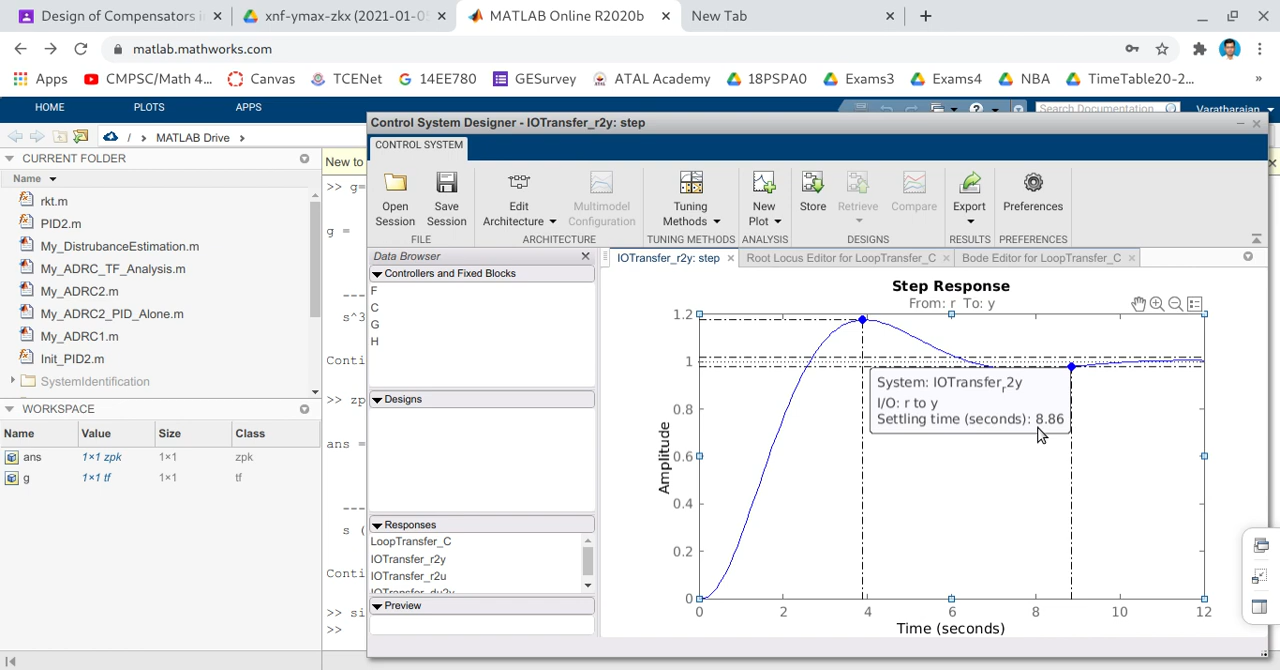 Design of Compensators i
xnf-ymax-zkx (2021-01-0
MATLAB Online R2020b
New Tab
matlab.mathworks.com
Apps
CMPSC/Math 4...
Canvas
TCENet
14EE780
GESurvey
ATAL Academy
18PSPA0
Exams3
Exams4
NBA
TimeTable20-2...
»
HOME
PLOTS
APPS
Search Documentation
Varatharajan
/ › MATLAB Drive ›
CURRENT FOLDER
Name
rkt.m
PID2.m
My_DistrubanceEstimation.m
My_ADRC_TF_Analysis.m
My_ADRC2.m
My_ADRC2_PID_Alone.m
My_ADRC1.m
Init_PID2.m
SystemIdentification
WORKSPACE
Name Value Size Class
ans 1×1 zpk 1×1 zpk
g 1×1 tf 1×1 tf
New to
>> g=
g =
---
s^3
Conti
>> zp
ans =
---
s (
Conti
>> si
>>
Control System Designer - IOTransfer_r2y: step
CONTROL SYSTEM
Open Session
Save Session
Edit Architecture
Multimodel Configuration
Tuning Methods
New Plot
Store
Retrieve
Compare
Export
Preferences
FILE
ARCHITECTURE
TUNING METHODS
ANALYSIS
DESIGNS
RESULTS
PREFERENCES
Data Browser
Controllers and Fixed Blocks
F
C
G
H
Designs
Responses
LoopTransfer_C
IOTransfer_r2y
IOTransfer_r2u
IOTransfer_du2y
Preview
IOTransfer_r2y: step
Root Locus Editor for LoopTransfer_C
Bode Editor for LoopTransfer_C
Step Response
From: r To: y
1.2
1
0.8
0.6
0.4
0.2
0
Amplitude
System: IOTransfer_r2y
I/O: r to y
Settling time (seconds): 8.86
0 2 4 6 8 10 12
Time (seconds)